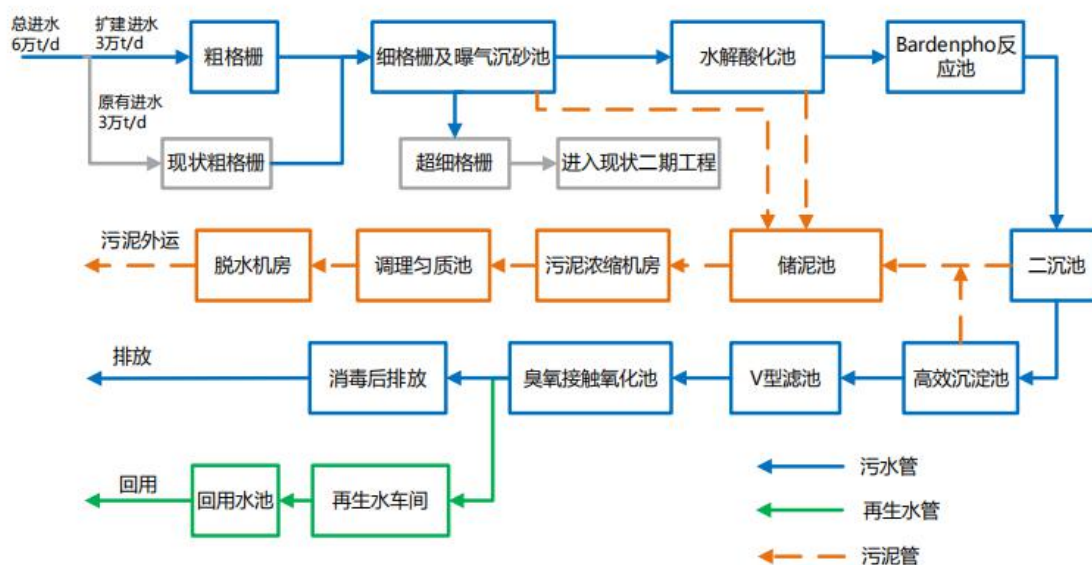 总进水
6万t/d
扩建进水
3万t/d
粗格栅
细格栅及曝气沉砂池
水解酸化池
Bardenpho反
应池
原有进水
3万t/d
现状粗格栅
超细格栅
进入现状二期工程
污泥外运
脱水机房
调理匀质池
污泥浓缩机房
储泥池
二沉池
排放
消毒后排放
臭氧接触氧化池
V型滤池
高效沉淀池
回用
回用水池
再生水车间
污水管
再生水管
污泥管